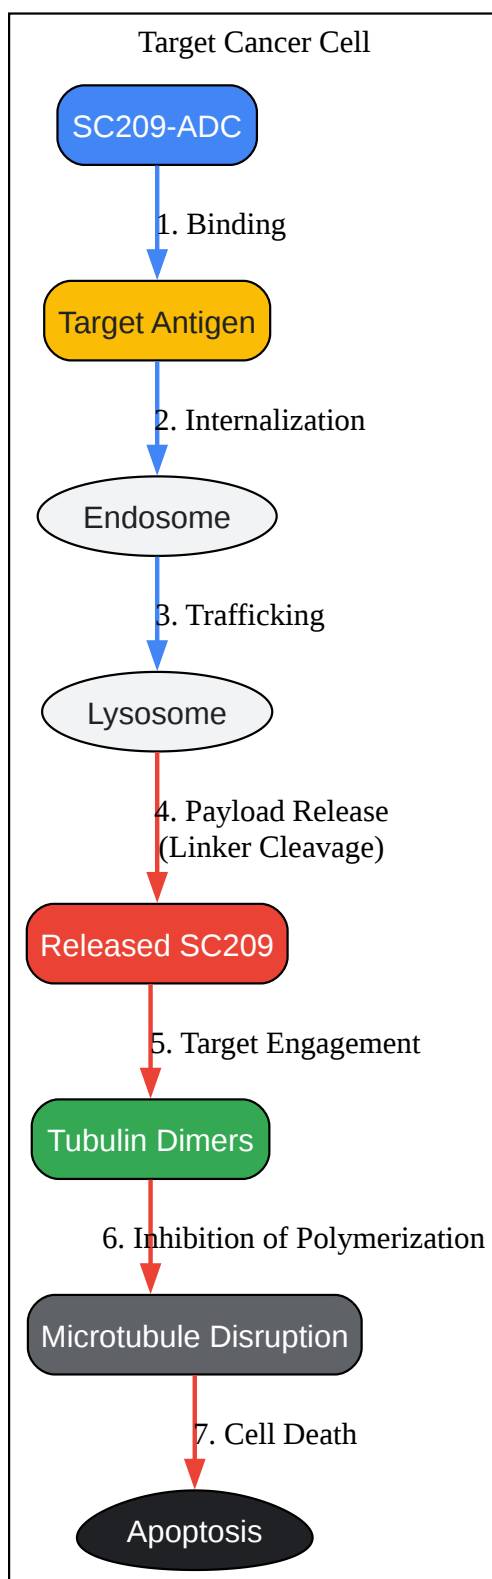 Target Cancer Cell
SC209-ADC
1. Binding
Target Antigen
2. Internalization
Endosome
3. Trafficking
Lysosome
4. Payload Release
(Linker Cleavage)
Released SC209
5. Target Engagement
Tubulin Dimers
6. Inhibition of Polymerization
Microtubule Disruption
7. Cell Death
Apoptosis